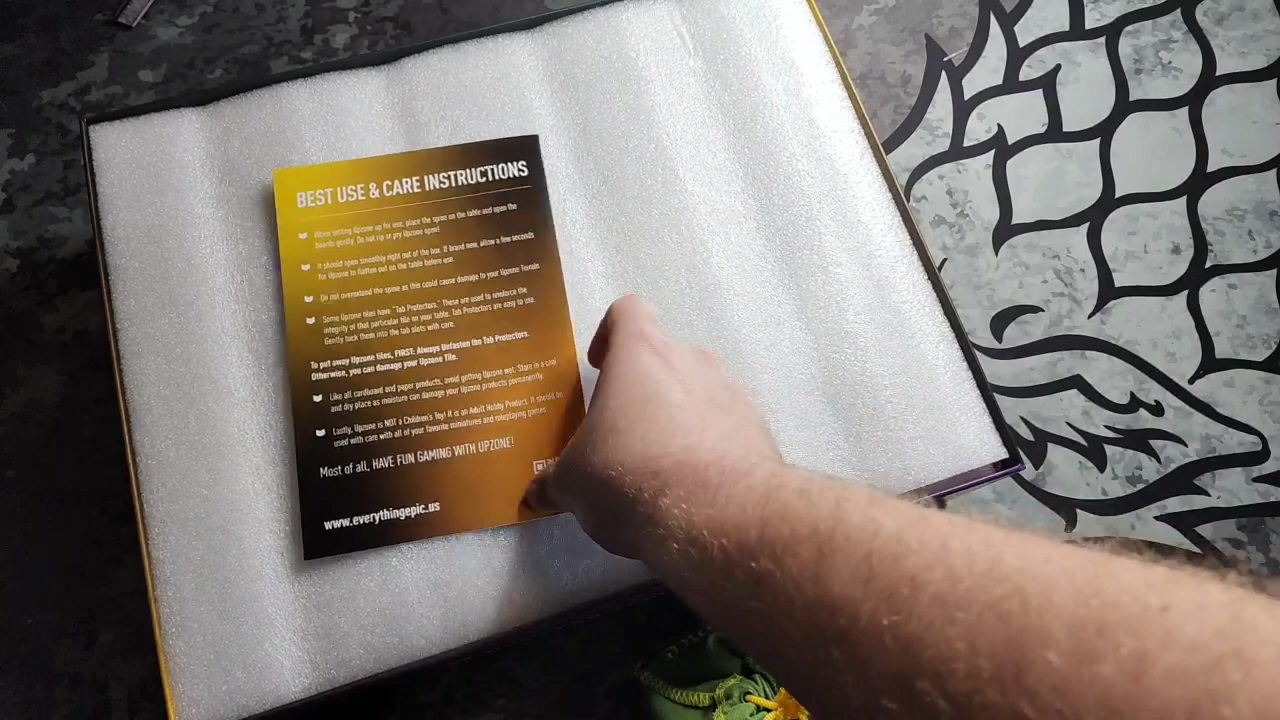 BEST USE & CARE INSTRUCTIONS
When setting Upzone up for use, place the spine on the table and open the
boards gently. Do not rip or pry Upzone open!
It should open smoothly right out of the box. If brand new, allow a few seconds
for Upzone to flatten out on the table before use.
Do not overextend the spine as this could cause damage to your Upzone Terrain
Some Upzone tiles have "Tab Protectors." These are used to reinforce the
integrity of that particular tile on your table. Tab Protectors are easy to use.
Gently tuck them into the tab slots with care.
To put away Upzone tiles, FIRST: Always Unfasten the Tab Protectors.
Otherwise, you can damage your Upzone Tile.
Like all cardboard and paper products, avoid getting Upzone wet. Store in a cool
and dry place as moisture can damage your Upzone products permanently.
Lastly, Upzone is NOT a Children's Toy! It is an Adult Hobby Product. It should be
used with care with all of your favorite miniatures and roleplaying games
Most of all, HAVE FUN GAMING WITH UPZONE!
www.everythingepic.us